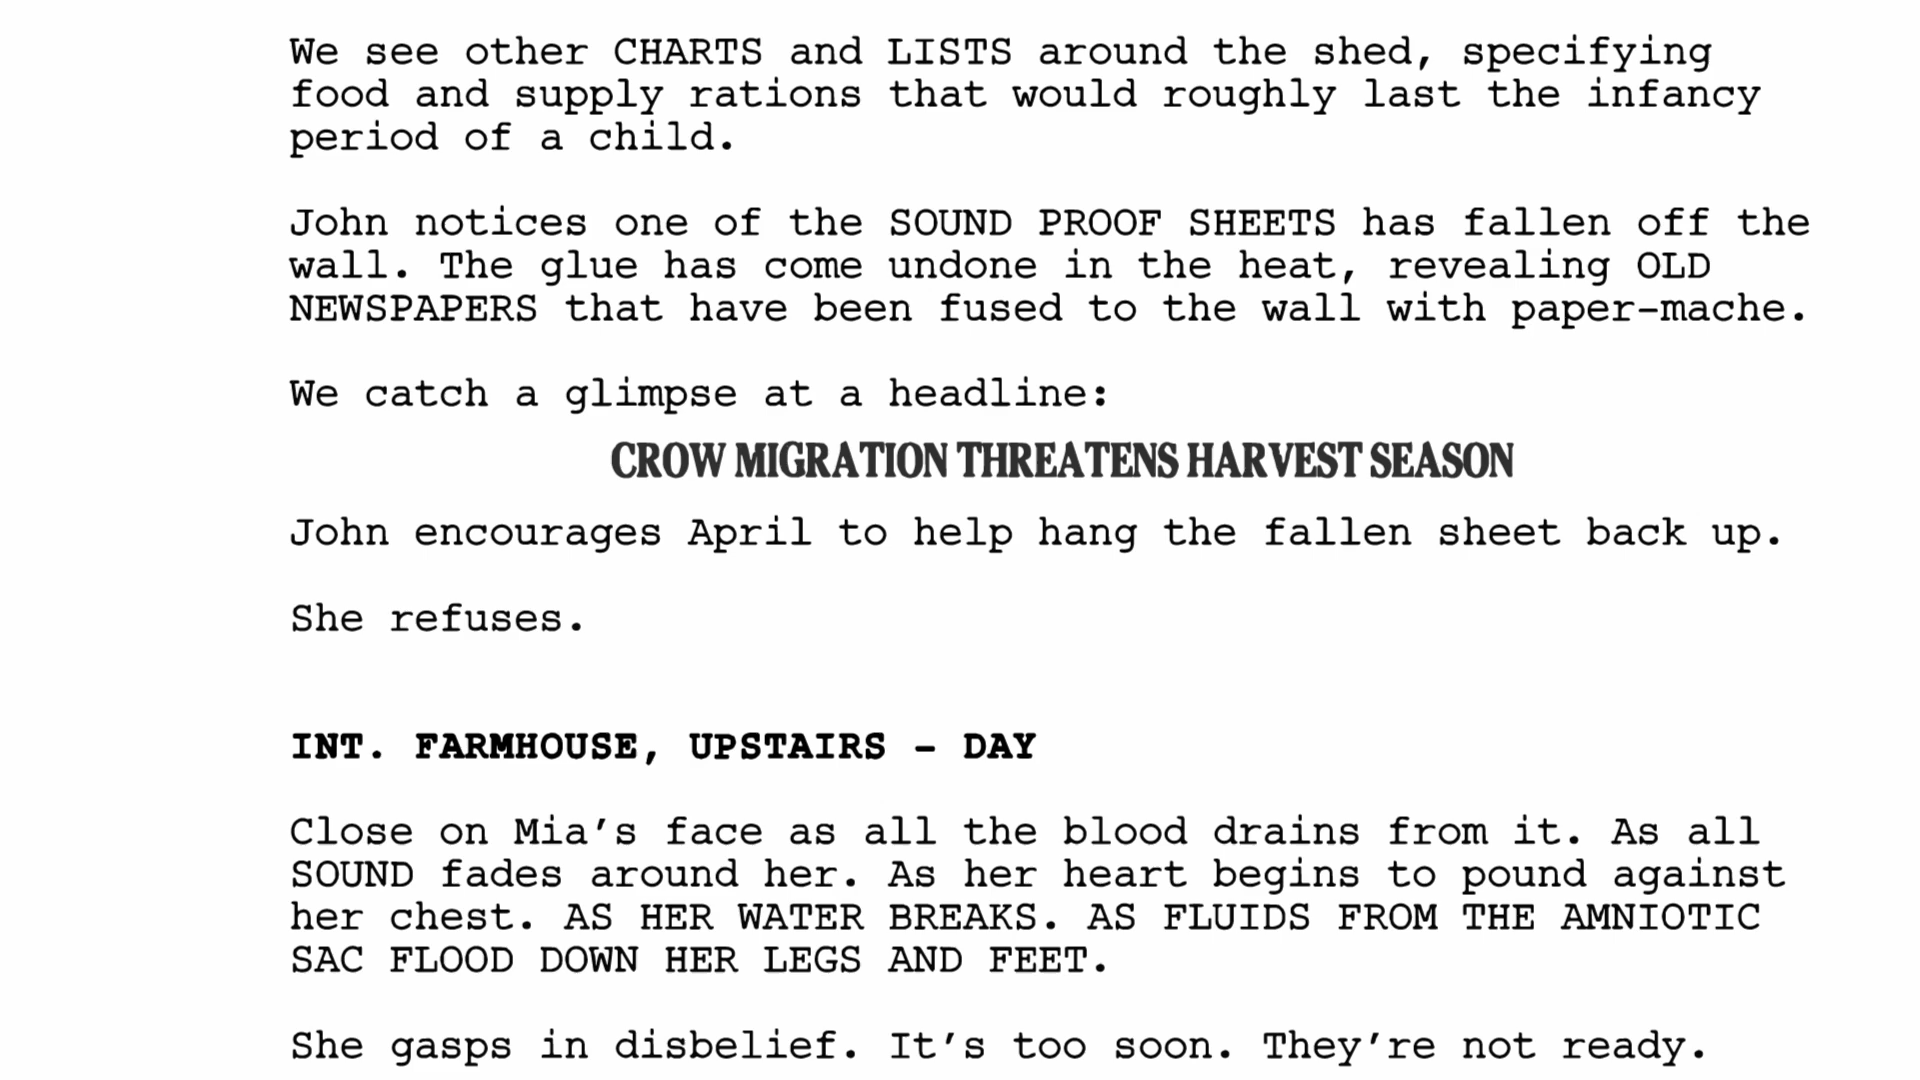 We see other CHARTS and LISTS around the shed, specifying
food and supply rations that would roughly last the infancy
period of a child.
John notices one of the SOUND PROOF SHEETS has fallen off the
wall. The glue has come undone in the heat, revealing OLD
NEWSPAPERS that have been fused to the wall with paper-mache.
We catch a glimpse at a headline:
CROW MIGRATION THREATENS HARVEST SEASON
John encourages April to help hang the fallen sheet back up.
She refuses.
INT. FARMHOUSE, UPSTAIRS - DAY
Close on Mia's face as all the blood drains from it. As all
SOUND fades around her. As her heart begins to pound against
her chest. AS HER WATER BREAKS. AS FLUIDS FROM THE AMNIOTIC
SAC FLOOD DOWN HER LEGS AND FEET.
She gasps in disbelief. It's too soon. They're not ready.